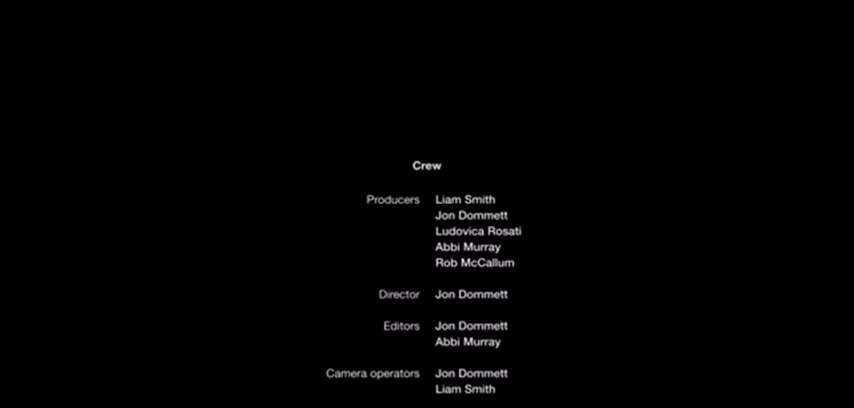 Crew
Producers Liam Smith
Jon Dommett
Ludovica Rosati
Abbi Murray
Rob McCallum
Director Jon Dommett
Editors Jon Dommett
Abbi Murray
Camera operators Jon Dommett
Liam Smith